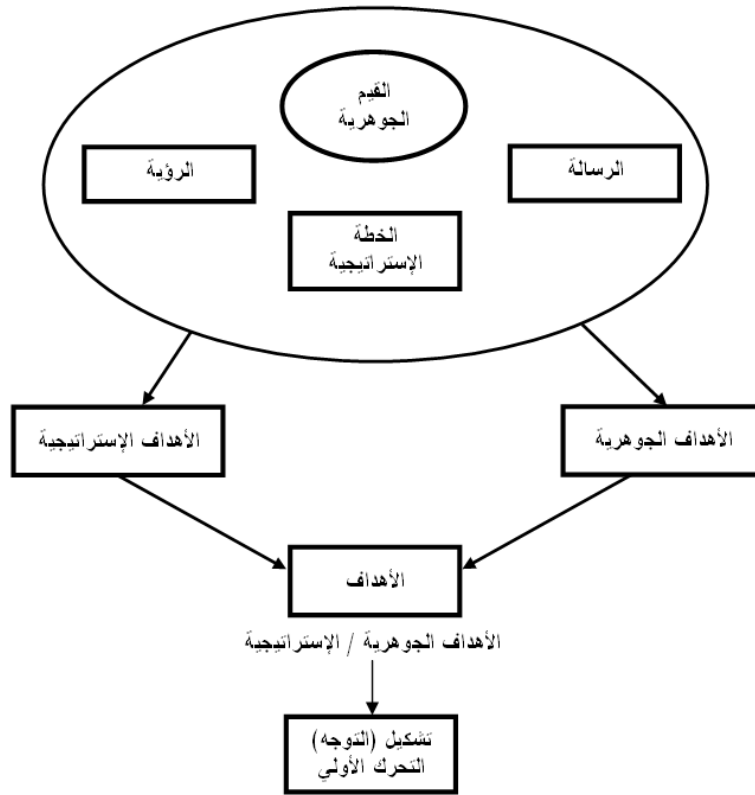 القيم
الجوهرية
الرسالة
الرؤية
الخطة
الإستراتيجية
الأهداف الجوهرية
الأهداف الإستراتيجية
الأهداف
الأهداف الجوهرية / الإستراتيجية
تشكيل (التوجه)
التحرك الأولي